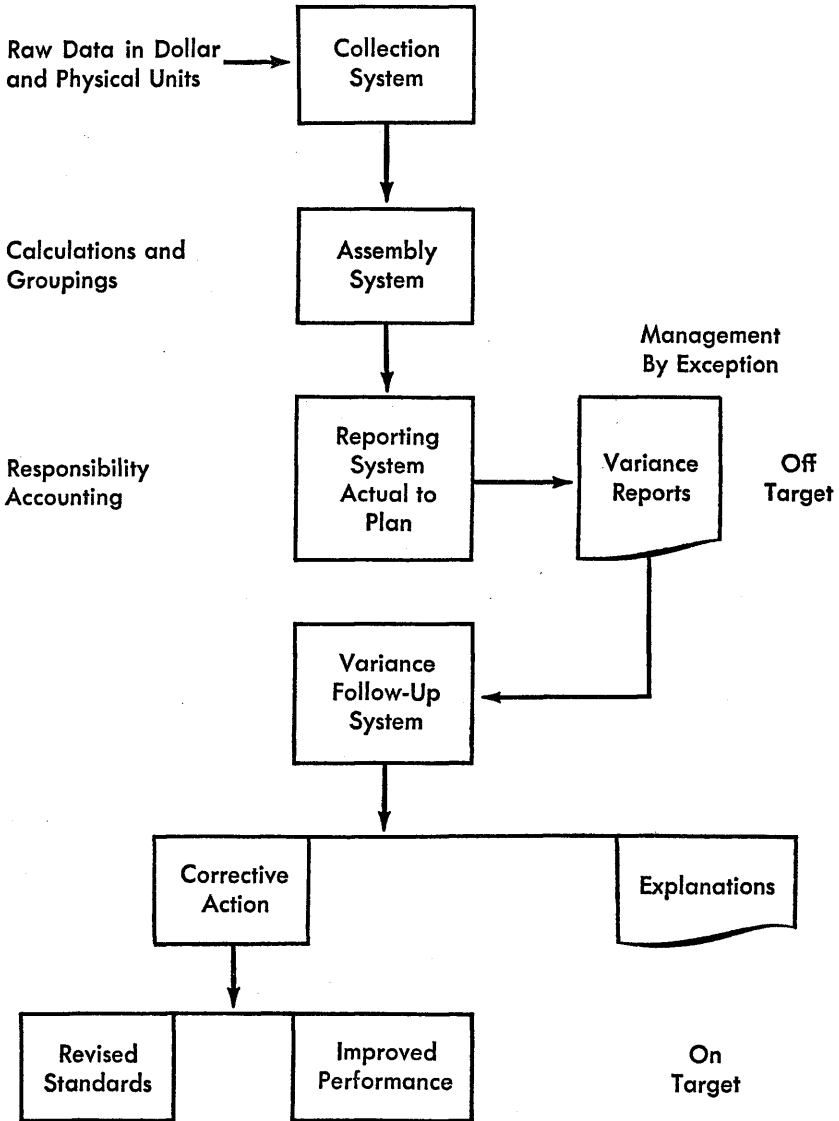 Raw Data in Dollar
and Physical Units
Collection
System
Calculations and
Groupings
Assembly
System
Management
By Exception
Responsibility
Accounting
Reporting
System
Actual to
Plan
Variance
Reports
Off
Target
Variance
Follow-Up
System
Corrective
Action
Explanations
Revised
Standards
Improved
Performance
On
Target